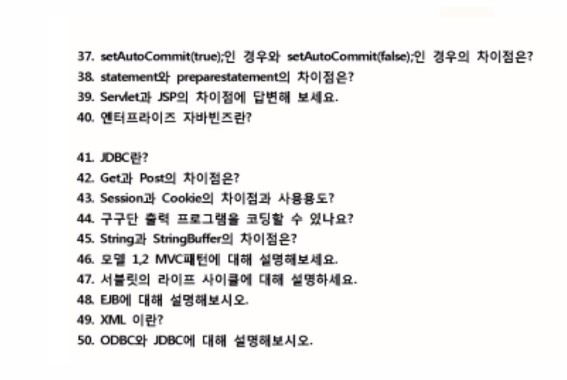 37. setAutoCommit(true);인 경우와 setAutoCommit(false);인 경우의 차이점은?
38. statement와 preparestatement의 차이점은?
39. Servlet과 JSP의 차이점에 답변해 보세요.
40. 엔터프라이즈 자바빈즈란?
41. JDBC란?
42. Get과 Post의 차이점은?
43. Session과 Cookie의 차이점과 사용용도?
44. 구구단 출력 프로그램을 코딩할 수 있나요?
45. String과 StringBuffer의 차이점은?
46. 모델 1,2 MVC패턴에 대해 설명해보세요.
47. 서블릿의 라이프 사이클에 대해 설명하세요.
48. EJB에 대해 설명해보시오.
49. XML 이란?
50. ODBC와 JDBC에 대해 설명해보시오.